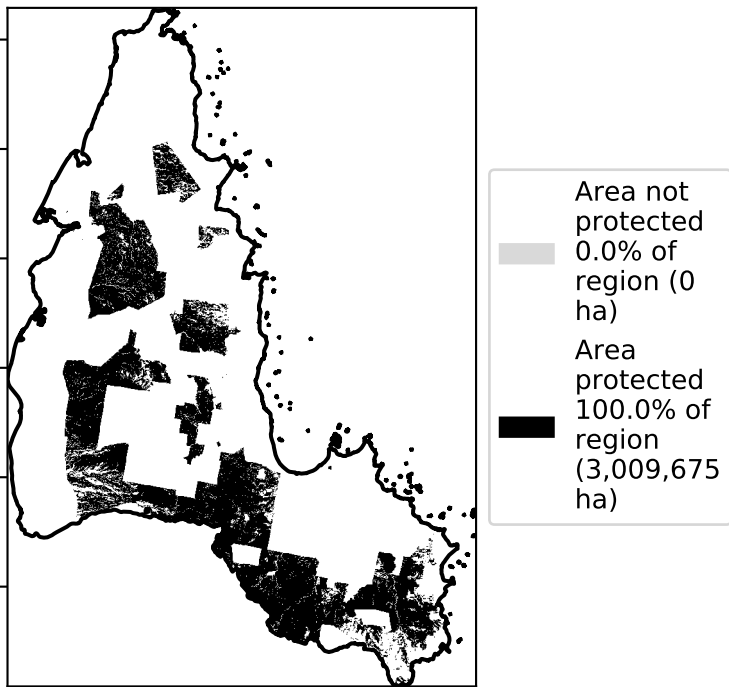 Area not
protected
0.0% of
region (0
ha)
Area
protected
100.0% of
region
(3,009,675
ha)